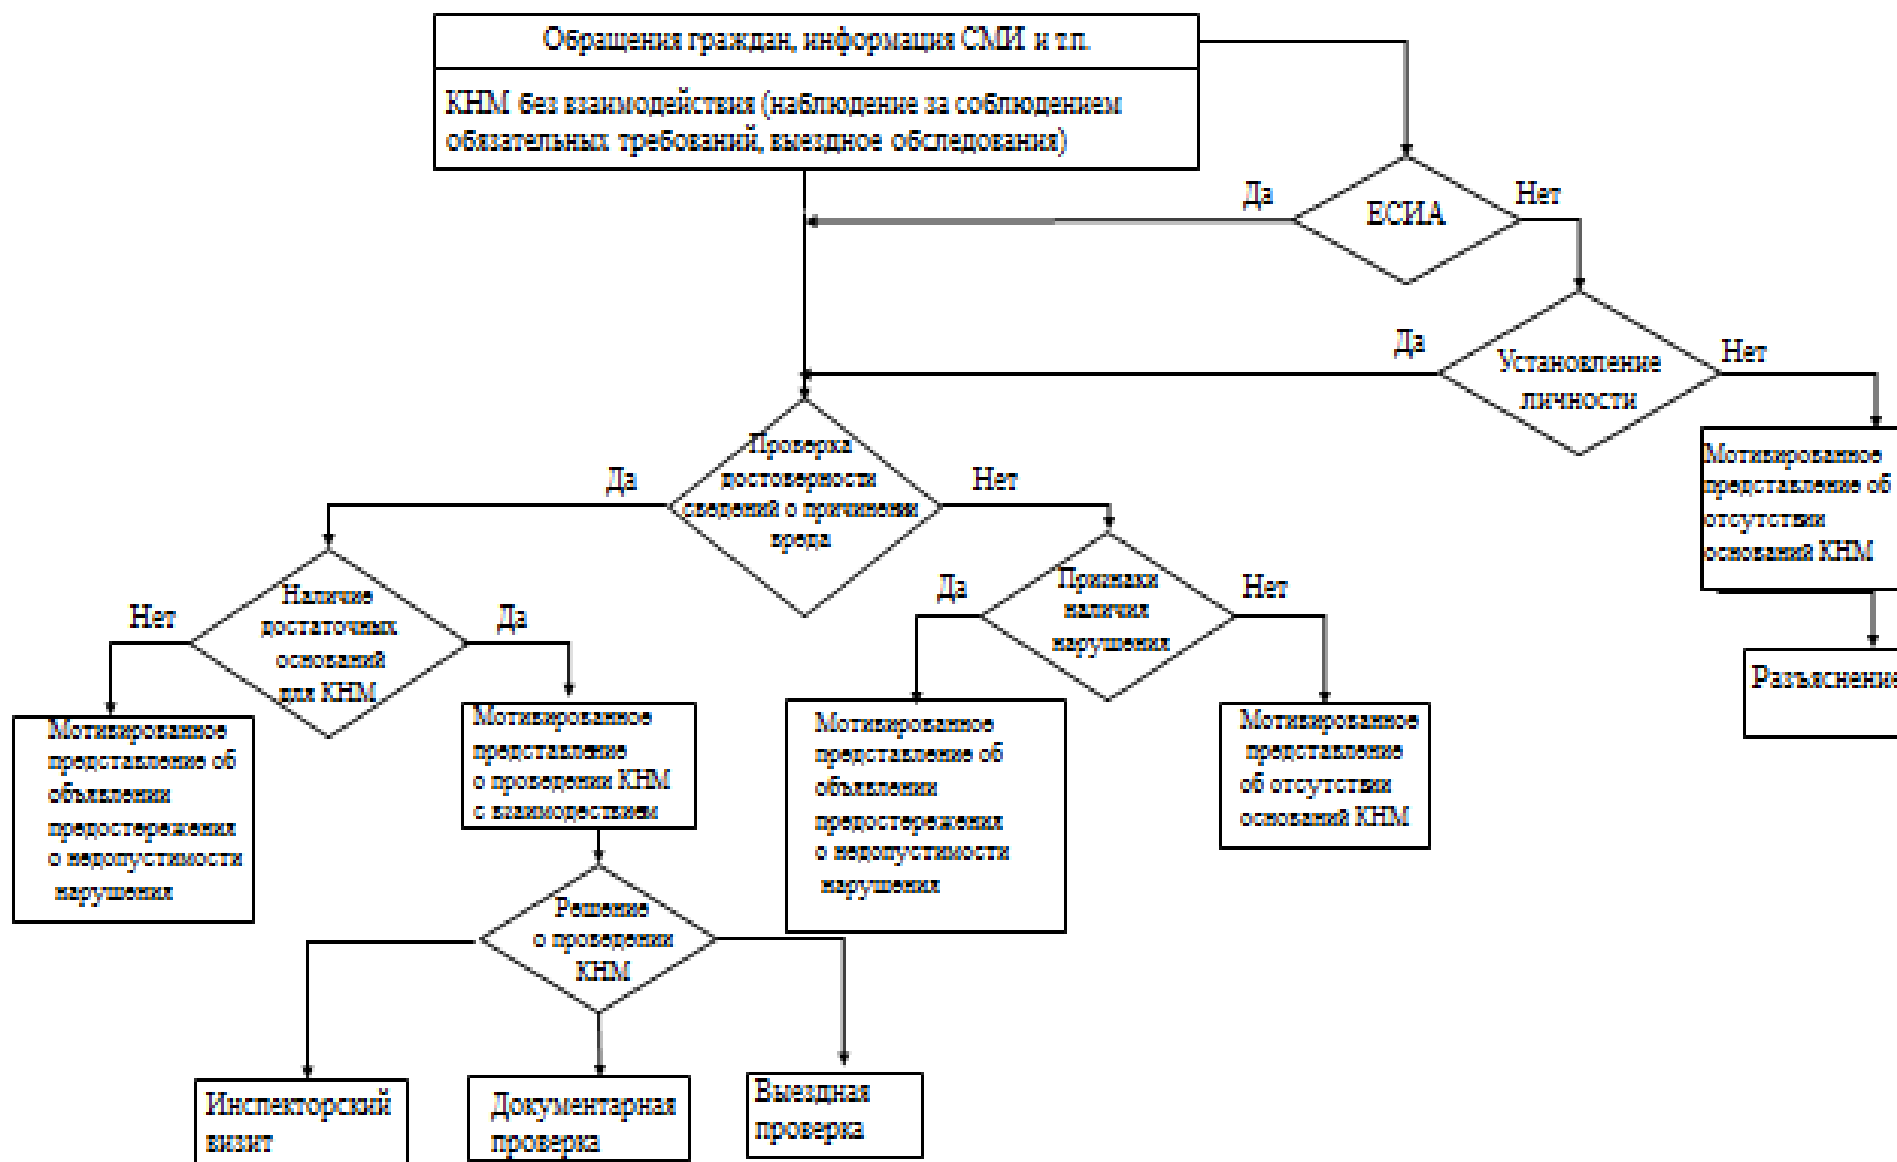 Обращения граждан, информация СМИ и т.п.
КНМ без взаимодействия (наблюдение за соблюдением
обязательных требований, выездное обследования)
Да
ЕСИА
Нет
Да
Установление
личности
Нет
Мотивированное
представление об
отсутствии
оснований КНМ
Разъяснение
Да
Проверка
достоверности
сведений о причинении
вреда
Нет
Нет
Наличие
достаточных
оснований
для КНМ
Да
Да
Признаки
наличия
нарушения
Нет
Мотивированное
представление об
объявлении
предостережения
о недопустимости
нарушения
Мотивированное
представление
о проведении КНМ
с взаимодествием
Мотивированное
представление об
объявлении
предостережения
о недопустимости
нарушения
Мотивированное
представление
об отсутствии
оснований КНМ
Решение
о проведении
КНМ
Инспекторский
визит
Документарная
проверка
Выездная
проверка